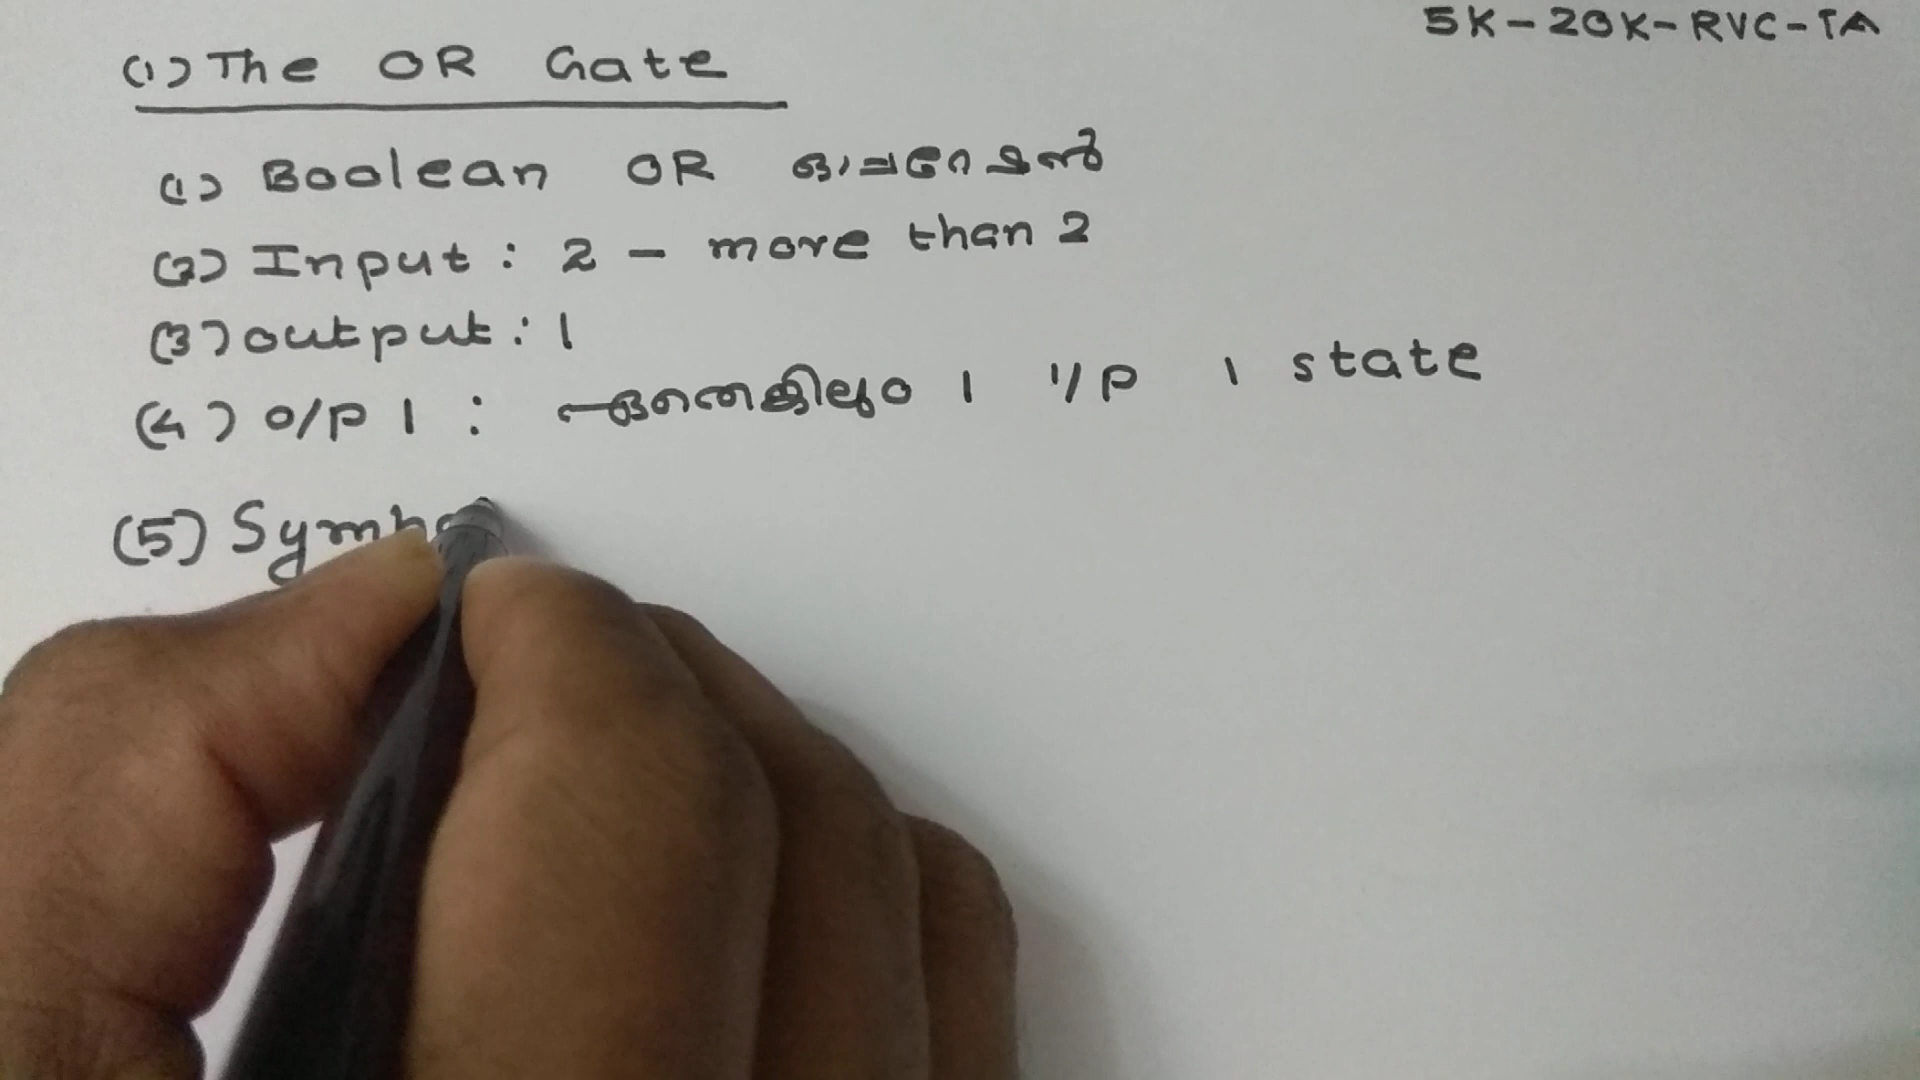 5K-20K-RVC-TA
(1) The OR Gate
(1) Boolean OR ഓപ്പറേഷൻ
(2) Input : 2 - more than 2
(3) output : 1
(4) O/P 1 : ഏതെങ്കിലും 1 I/P 1 state
(5) Symbo